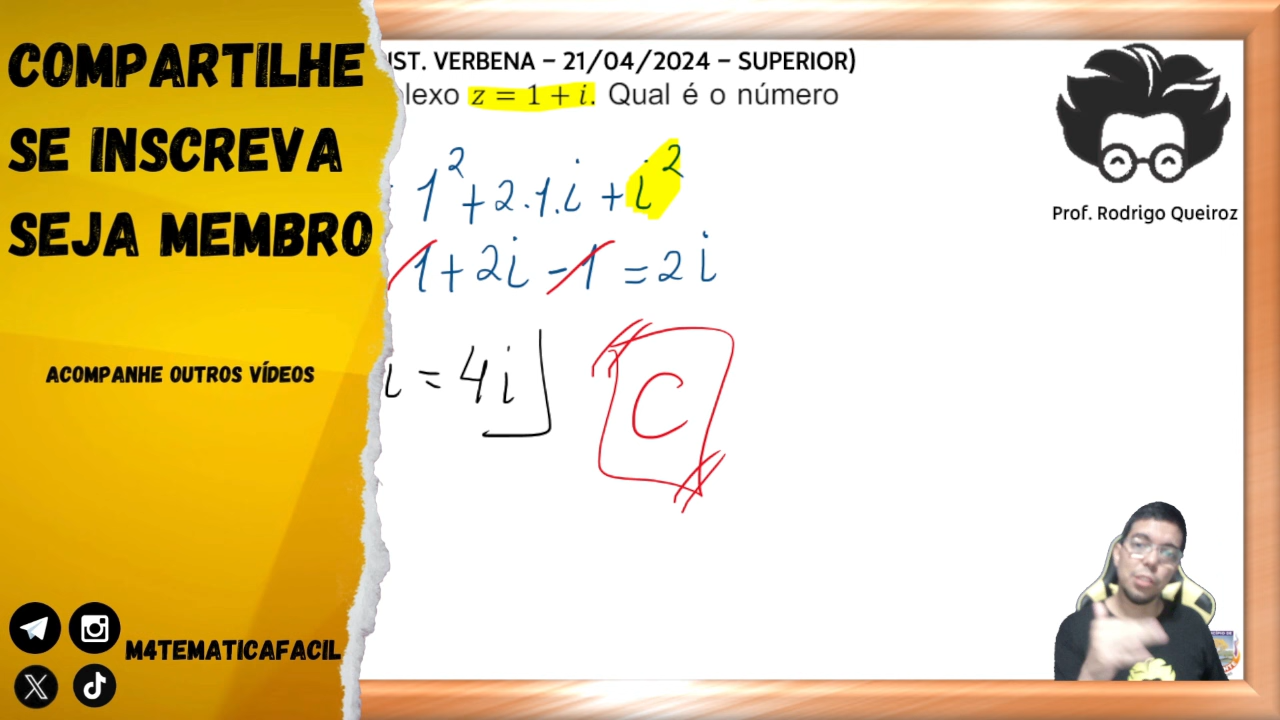 COMPARTILHE
SE INSCREVA
SEJA MEMBRO
ACOMPANHE OUTROS VÍDEOS
M4TEMATICAFACIL
ST. VERBENA – 21/04/2024 – SUPERIOR)
lexo z = 1 + i. Qual é o número
1² + 2.1.i + i²
1 + 2i - 1 = 2i
i = 4i
C
Prof. Rodrigo Queiroz